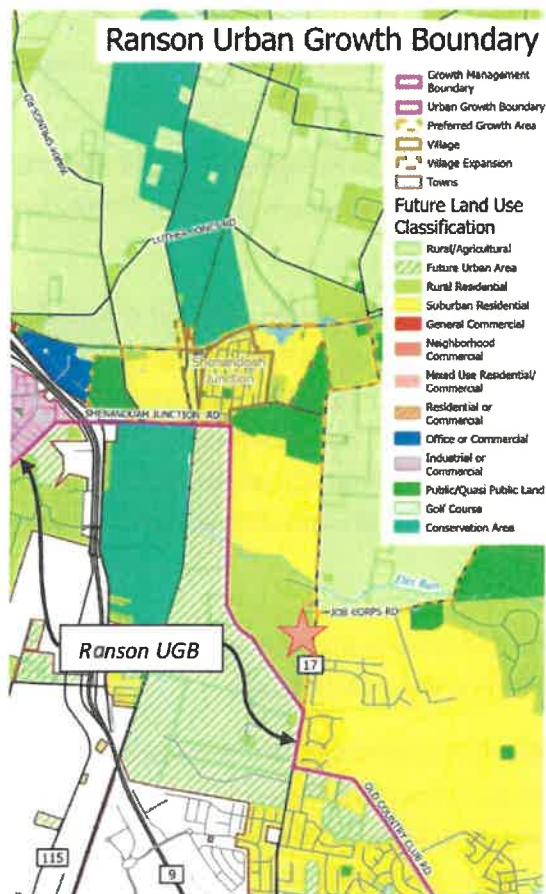 Ranson Urban Growth Boundary
Growth Management
Boundary
Urban Growth Boundary
Preferred Growth Area
Village
Village Expansion
Towns
Future Land Use
Classification
Rural/Agricultural
Future Urban Area
Rural Residential
Suburban Residential
General Commercial
Neighborhood
Commercial
Mixed Use Residential/
Commercial
Residential or
Commercial
Office or Commercial
Industrial or
Commercial
Public/Quasi Public Land
Golf Course
Conservation Area
WARM SPRINGS RD
LUTHER JONES RD
Shenandoah
Junction
SHENANDOAH JUNCTION RD
Elks Run
JOB CORPS RD
Ranson UGB
17
OLD COUNTRY CLUB RD
115
9